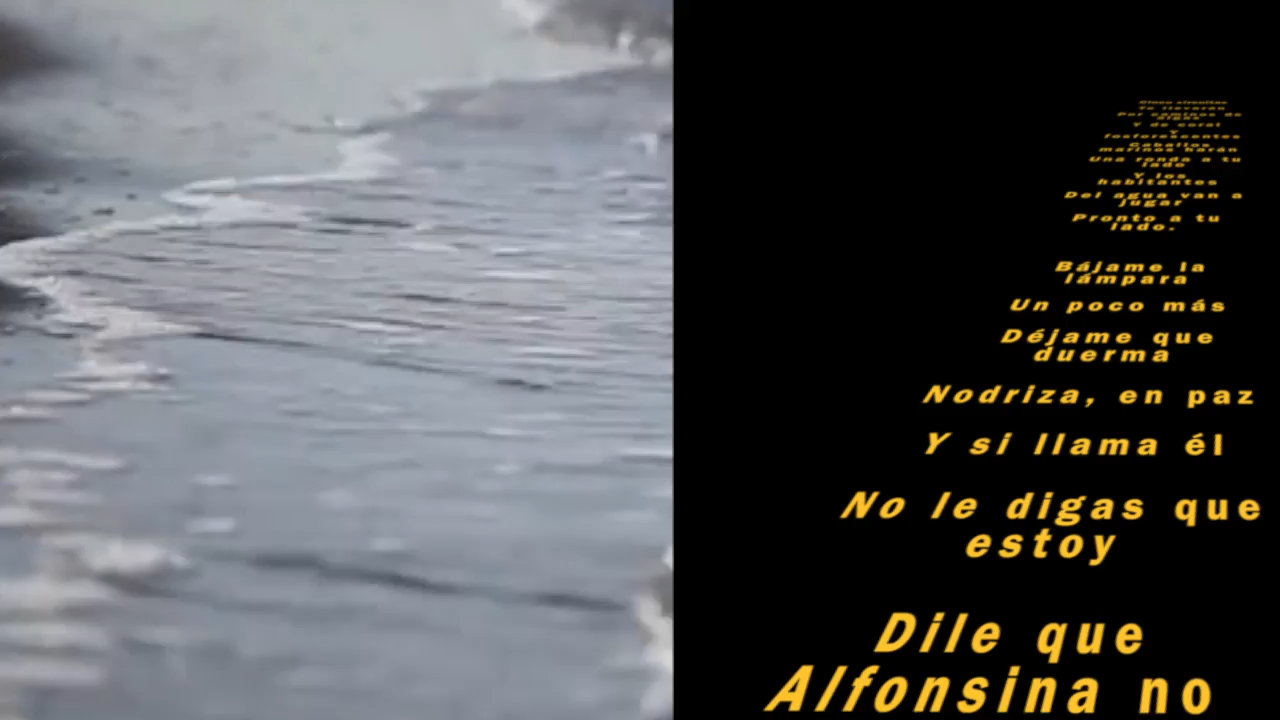 Cinco sirenitas
Te llevarán
Por caminos de
algas
Y de coral
Y
fosforescentes
Caballos
marinos harán
Una ronda a tu
lado
Y los
habitantes
Del agua van a
jugar
Pronto a tu
lado.
Bájame la
lámpara
Un poco más
Déjame que
duerma
Nodriza, en paz
Y si llama él
No le digas que
estoy
Dile que
Alfonsina no